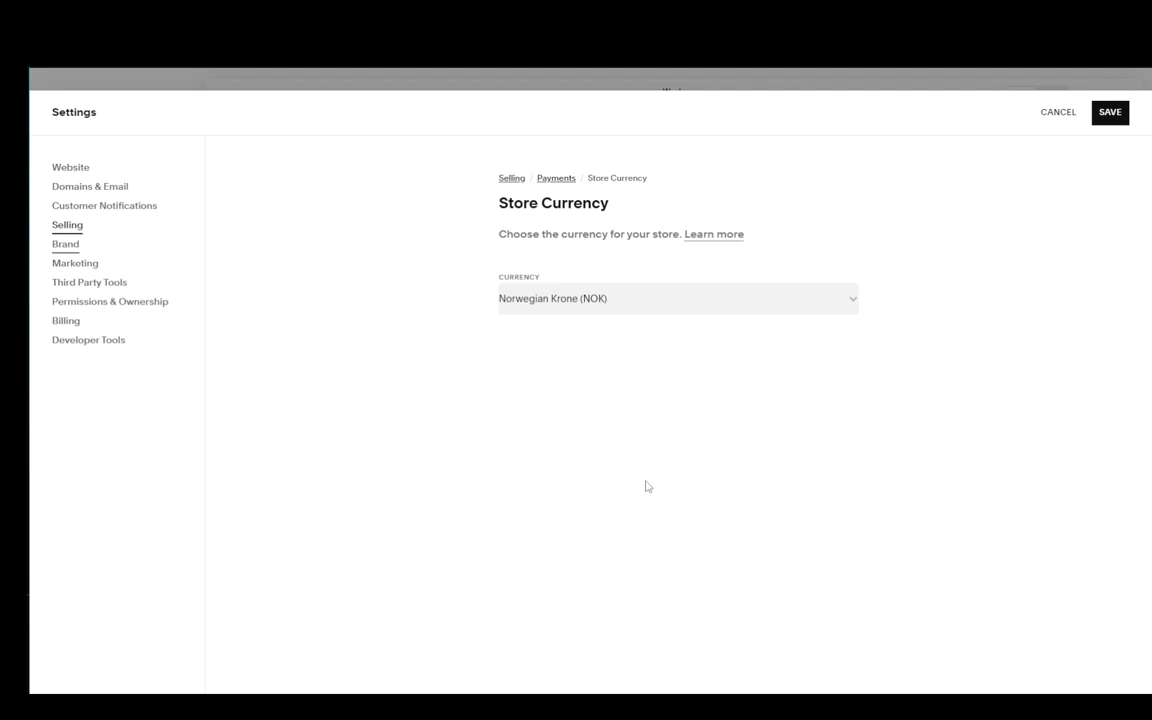 Settings
CANCEL
SAVE
Website
Domains & Email
Customer Notifications
Selling
Brand
Marketing
Third Party Tools
Permissions & Ownership
Billing
Developer Tools
Selling / Payments / Store Currency
Store Currency
Choose the currency for your store. Learn more
CURRENCY
Norwegian Krone (NOK)